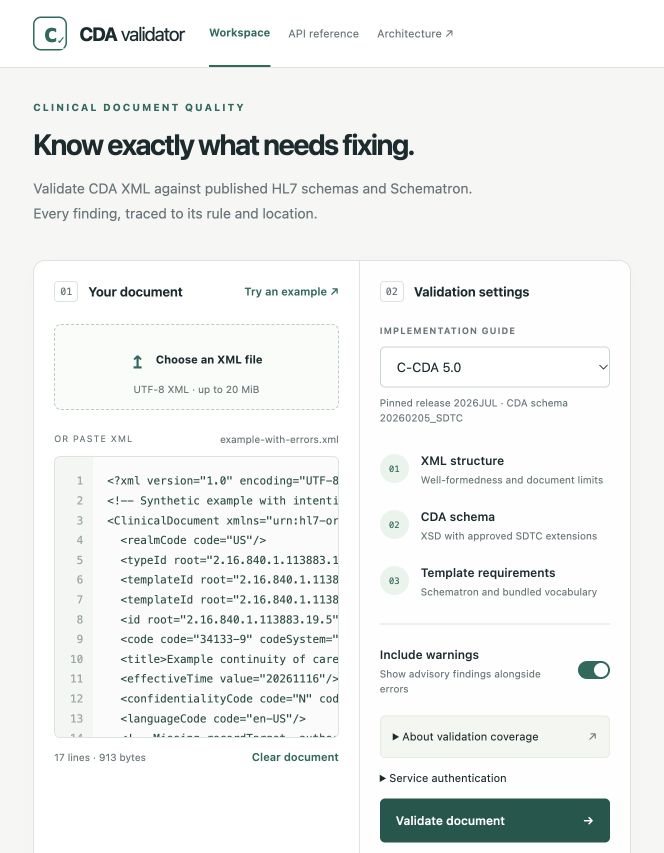 C✓ CDA validator Workspace API reference Architecture ↗
CLINICAL DOCUMENT QUALITY
Know exactly what needs fixing.
Validate CDA XML against published HL7 schemas and Schematron.
Every finding, traced to its rule and location.
01 Your document Try an example ↗
↥ Choose an XML file
UTF-8 XML · up to 20 MiB
OR PASTE XML example-with-errors.xml
1 <?xml version="1.0" encoding="UTF-8
2 <!-- Synthetic example with intenti
3 <ClinicalDocument xmlns="urn:hl7-or
4 <realmCode code="US"/>
5 <typeId root="2.16.840.1.113883.1
6 <templateId root="2.16.840.1.1138
7 <templateId root="2.16.840.1.1138
8 <id root="2.16.840.1.113883.19.5"
9 <code code="34133-9" codeSystem="
10 <title>Example continuity of care
11 <effectiveTime value="20261116"/>
12 <confidentialityCode code="N" cod
13 <languageCode code="en-US"/>
14 <!-- Missing recordTarget, autho
17 lines · 913 bytes Clear document
02 Validation settings
IMPLEMENTATION GUIDE
C-CDA 5.0
Pinned release 2026JUL · CDA schema
20260205_SDTC
01 XML structure
Well-formedness and document limits
02 CDA schema
XSD with approved SDTC extensions
03 Template requirements
Schematron and bundled vocabulary
Include warnings
Show advisory findings alongside
errors
▶ About validation coverage ↗
▶ Service authentication
Validate document →